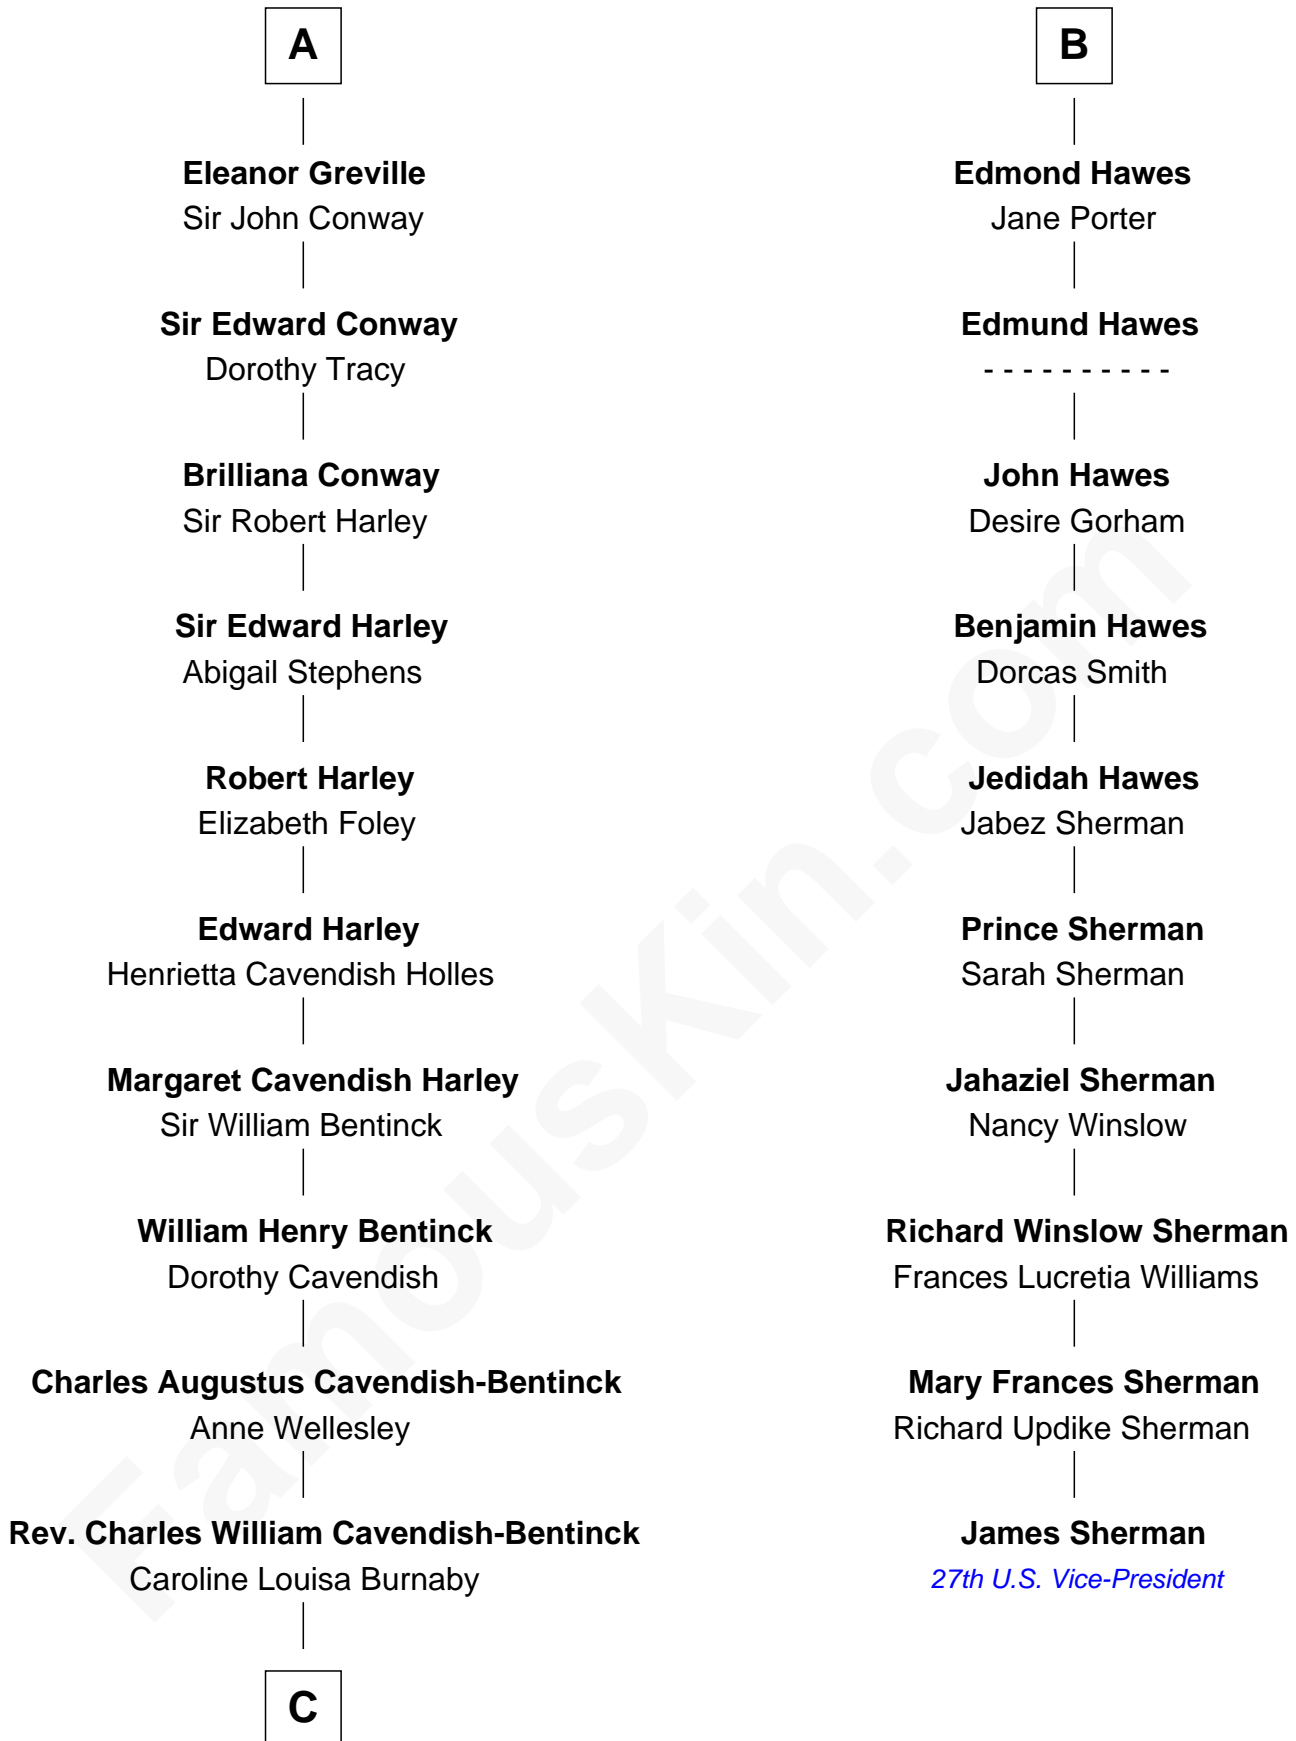 A
Eleanor Greville
Sir John Conway
Sir Edward Conway
Dorothy Tracy
Brilliana Conway
Sir Robert Harley
Sir Edward Harley
Abigail Stephens
Robert Harley
Elizabeth Foley
Edward Harley
Henrietta Cavendish Holles
Margaret Cavendish Harley
Sir William Bentinck
William Henry Bentinck
Dorothy Cavendish
Charles Augustus Cavendish-Bentinck
Anne Wellesley
Rev. Charles William Cavendish-Bentinck
Caroline Louisa Burnaby
C
B
Edmond Hawes
Jane Porter
Edmund Hawes
- - - - - - - - - -
John Hawes
Desire Gorham
Benjamin Hawes
Dorcas Smith
Jedidah Hawes
Jabez Sherman
Prince Sherman
Sarah Sherman
Jahaziel Sherman
Nancy Winslow
Richard Winslow Sherman
Frances Lucretia Williams
Mary Frances Sherman
Richard Updike Sherman
James Sherman
27th U.S. Vice-President
FamousKin.com